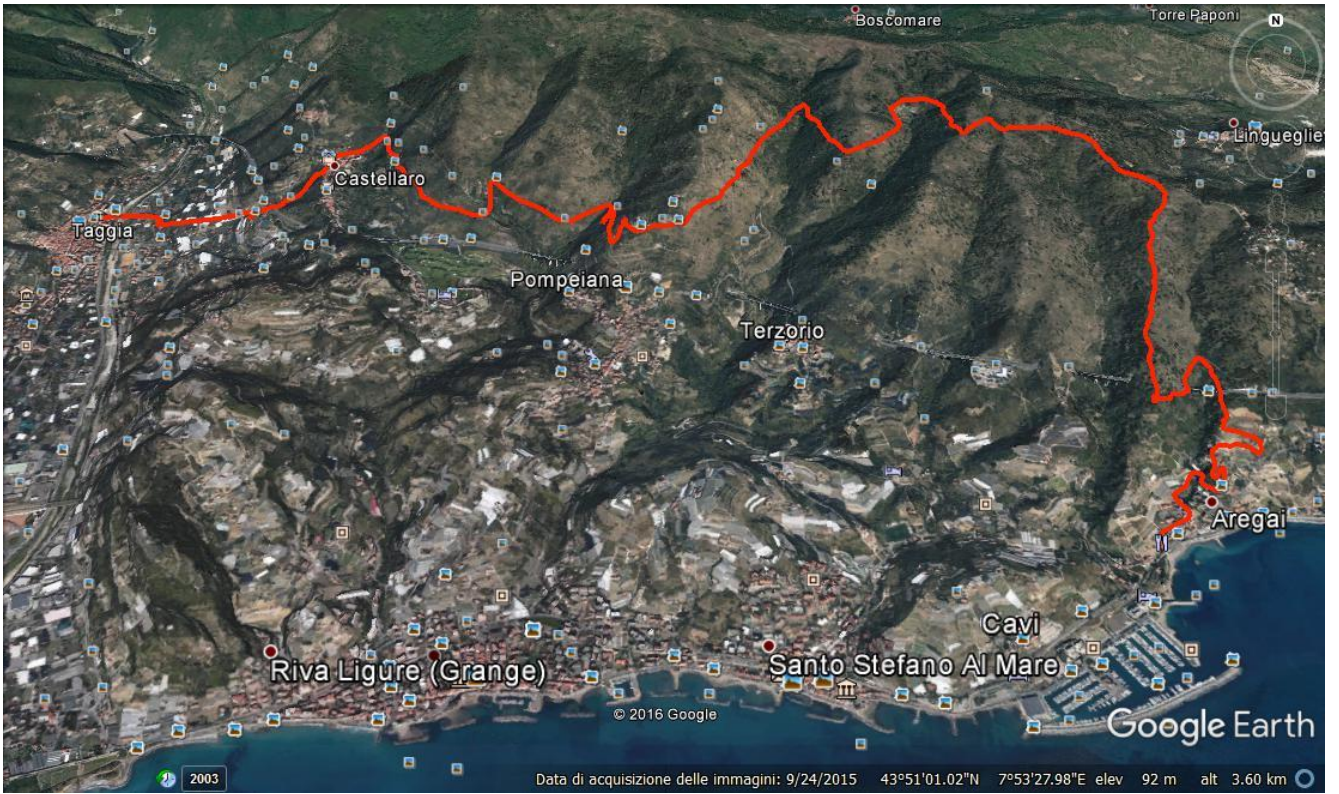 Boscomare
Torre Paponi
N
Lingueglie
Castellaro
Taggia
Pompeiana
Terzorio
Aregai
Cavi
Riva Ligure (Grange)
Santo Stefano Al Mare
© 2016 Google
Google Earth
2003
Data di acquisizione delle immagini: 9/24/2015 43°51'01.02"N 7°53'27.98"E elev 92 m alt 3.60 km